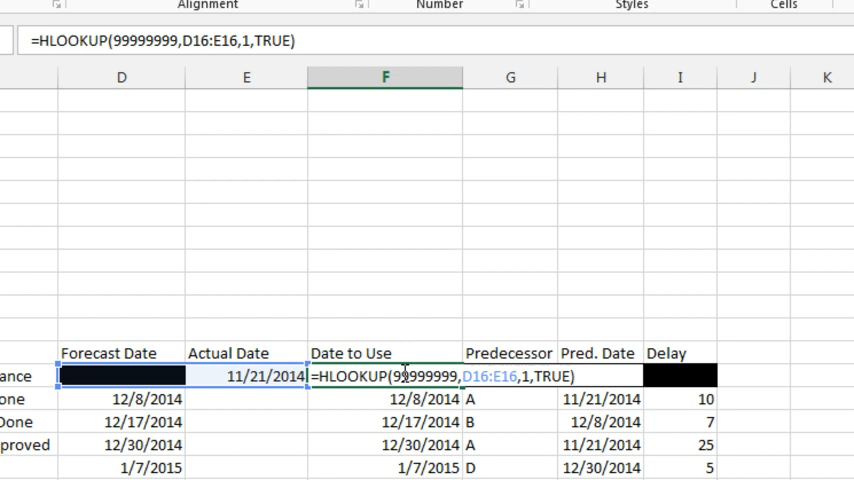 Alignment Number Styles Cells
=HLOOKUP(99999999,D16:E16,1,TRUE)
D E F G H I J K
Forecast Date Actual Date Date to Use Predecessor Pred. Date Delay
ance 11/21/2014 =HLOOKUP(99999999,D16:E16,1,TRUE)
one 12/8/2014 12/8/2014 A 11/21/2014 10
Done 12/17/2014 12/17/2014 B 12/8/2014 7
proved 12/30/2014 12/30/2014 A 11/21/2014 25
1/7/2015 1/7/2015 D 12/30/2014 5